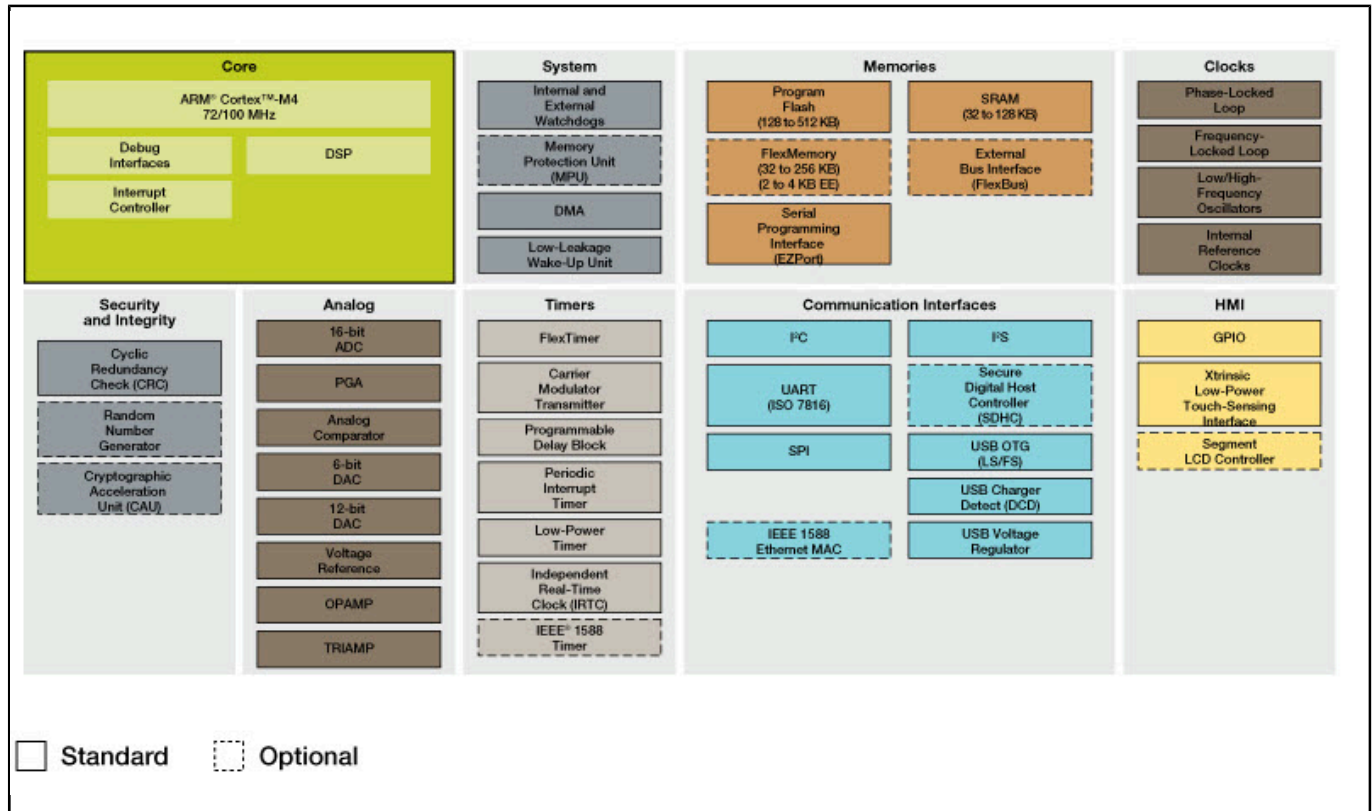 Core
ARM® Cortex™-M4
72/100 MHz
Debug
Interfaces
DSP
Interrupt
Controller
System
Internal and
External
Watchdogs
Memory
Protection Unit
(MPU)
DMA
Low-Leakage
Wake-Up Unit
Memories
Program
Flash
(128 to 512 KB)
SRAM
(32 to 128 KB)
FlexMemory
(32 to 256 KB)
(2 to 4 KB EE)
External
Bus Interface
(FlexBus)
Serial
Programming
Interface
(EZPort)
Clocks
Phase-Locked
Loop
Frequency-
Locked Loop
Low/High-
Frequency
Oscillators
Internal
Reference
Clocks
Security
and Integrity
Cyclic
Redundancy
Check (CRC)
Random
Number
Generator
Cryptographic
Acceleration
Unit (CAU)
Analog
16-bit
ADC
PGA
Analog
Comparator
6-bit
DAC
12-bit
DAC
Voltage
Reference
OPAMP
TRIAMP
Timers
FlexTimer
Carrier
Modulator
Transmitter
Programmable
Delay Block
Periodic
Interrupt
Timer
Low-Power
Timer
Independent
Real-Time
Clock (IRTC)
IEEE® 1588
Timer
Communication Interfaces
I²C
I²S
UART
(ISO 7816)
Secure
Digital Host
Controller
(SDHC)
SPI
USB OTG
(LS/FS)
USB Charger
Detect (DCD)
IEEE 1588
Ethernet MAC
USB Voltage
Regulator
HMI
GPIO
Xtrinsic
Low-Power
Touch-Sensing
Interface
Segment
LCD Controller
Standard
Optional